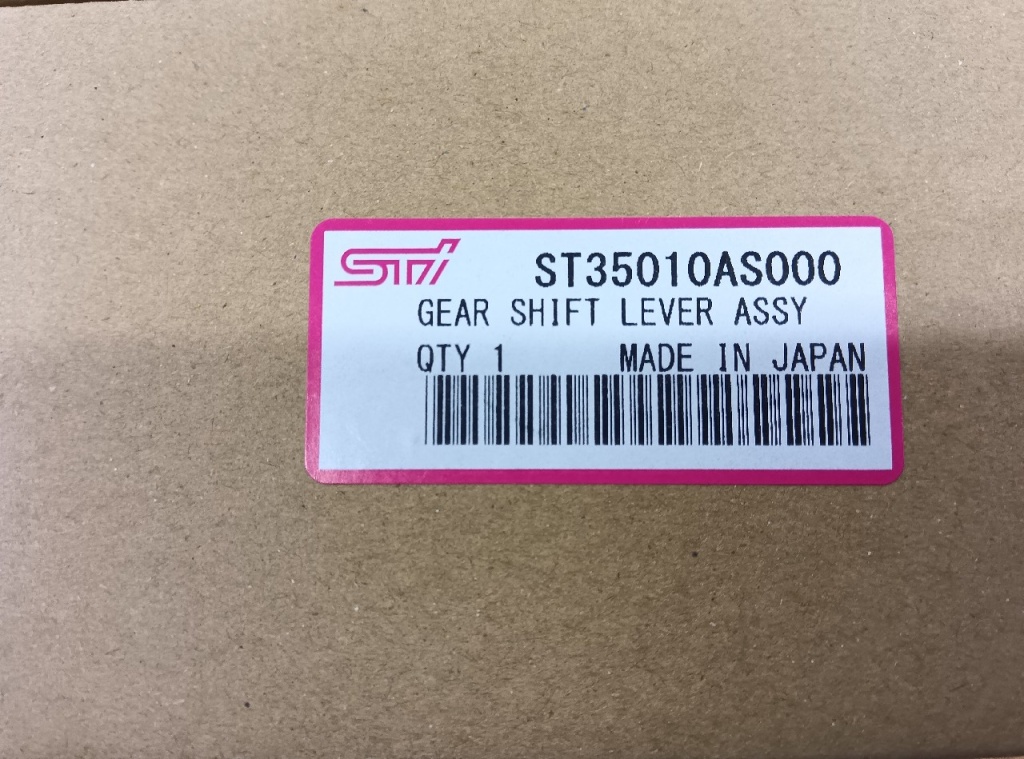 STi ST35010AS000
GEAR SHIFT LEVER ASSY
QTY 1 MADE IN JAPAN